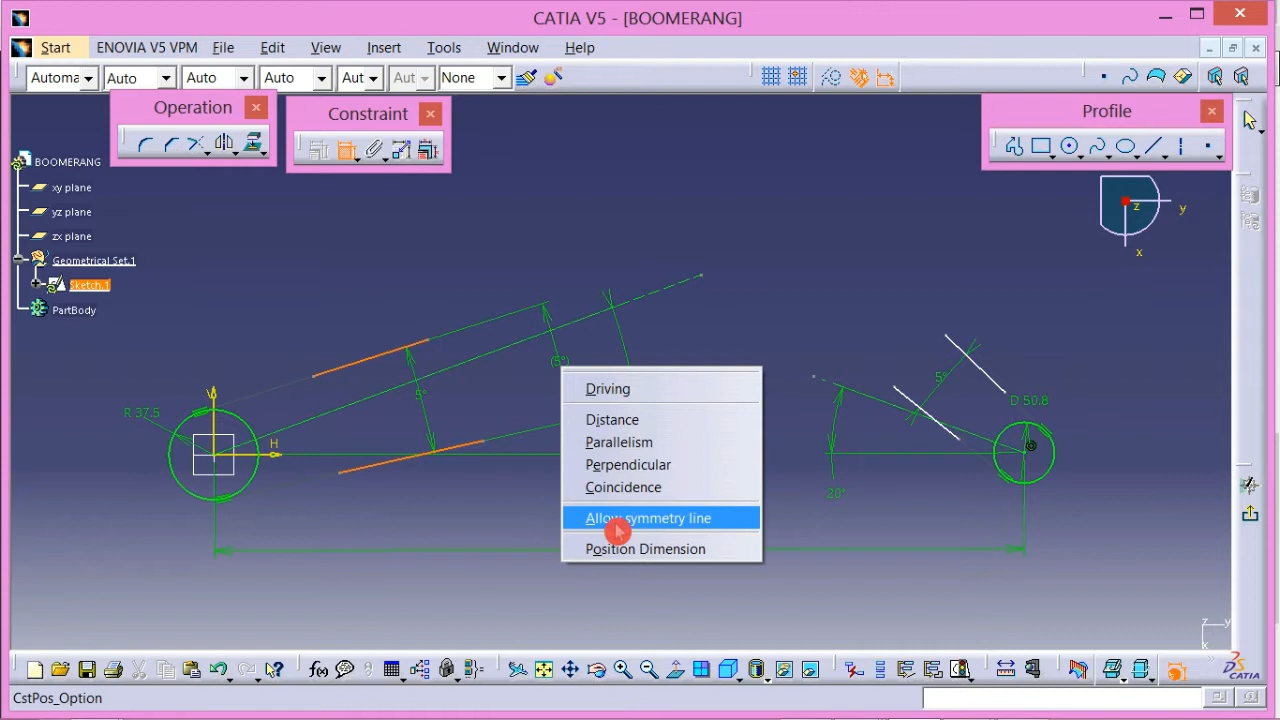 CATIA V5 - [BOOMERANG]
Start ENOVIA V5 VPM File Edit View Insert Tools Window Help
Automa Auto Auto Auto Aut Aut None
Operation
Constraint
Profile
BOOMERANG
xy plane
yz plane
zx plane
Geometrical Set.1
Sketch.1
PartBody
z
y
x
V
H
R 37.5
5°
(5°)
5°
D 50.8
20°
Driving
Distance
Parallelism
Perpendicular
Coincidence
Allow symmetry line
Position Dimension
z
y
x
f(x)
CATIA
CstPos_Option